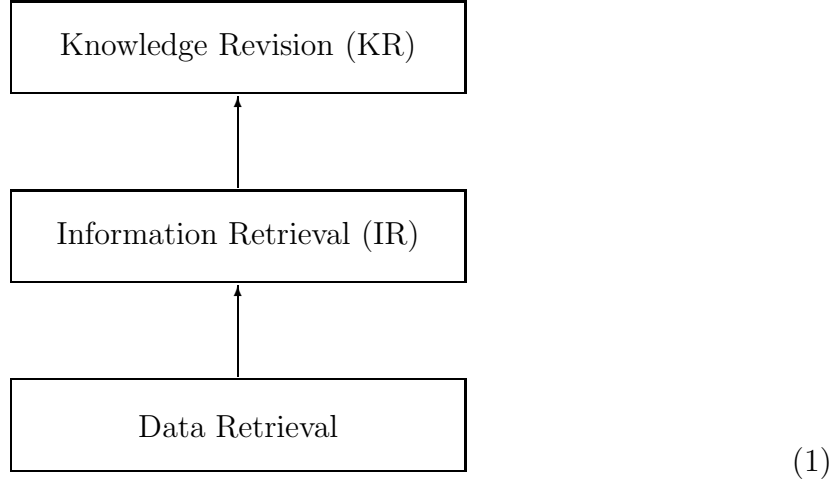 Knowledge Revision (KR)
Information Retrieval (IR)
Data Retrieval
(1)